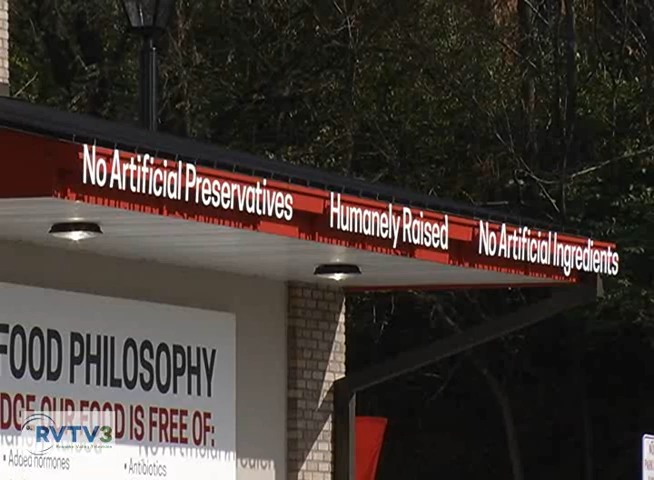 No Artificial Preservatives
Humanely Raised
No Artificial Ingredients
FOOD PHILOSOPHY
DGE OUR FOOD IS FREE OF:
RVTV3
• Added hormones
• Antibiotics